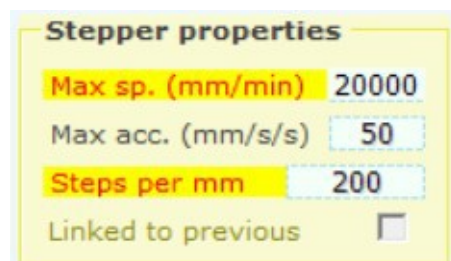 Stepper properties
Max sp. (mm/min) 20000
Max acc. (mm/s/s) 50
Steps per mm 200
Linked to previous